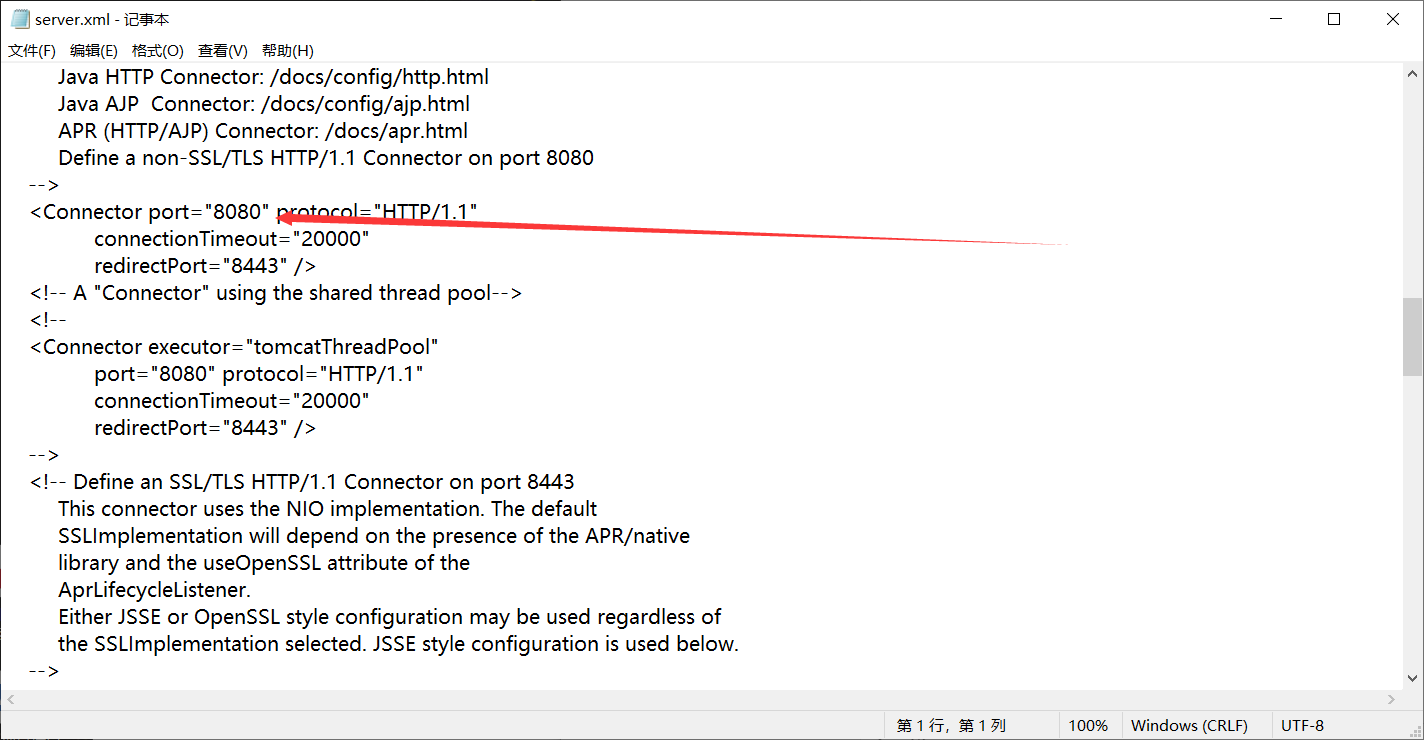 server.xml - 记事本
文件(F) 编辑(E) 格式(O) 查看(V) 帮助(H)
Java HTTP Connector: /docs/config/http.html
Java AJP  Connector: /docs/config/ajp.html
APR (HTTP/AJP) Connector: /docs/apr.html
Define a non-SSL/TLS HTTP/1.1 Connector on port 8080
-->
<Connector port="8080" protocol="HTTP/1.1"
connectionTimeout="20000"
redirectPort="8443" />
<!-- A "Connector" using the shared thread pool-->
<!--
<Connector executor="tomcatThreadPool"
port="8080" protocol="HTTP/1.1"
connectionTimeout="20000"
redirectPort="8443" />
-->
<!-- Define an SSL/TLS HTTP/1.1 Connector on port 8443
This connector uses the NIO implementation. The default
SSLImplementation will depend on the presence of the APR/native
library and the useOpenSSL attribute of the
AprLifecycleListener.
Either JSSE or OpenSSL style configuration may be used regardless of
the SSLImplementation selected. JSSE style configuration is used below.
-->
第 1 行，第 1 列 100% Windows (CRLF) UTF-8